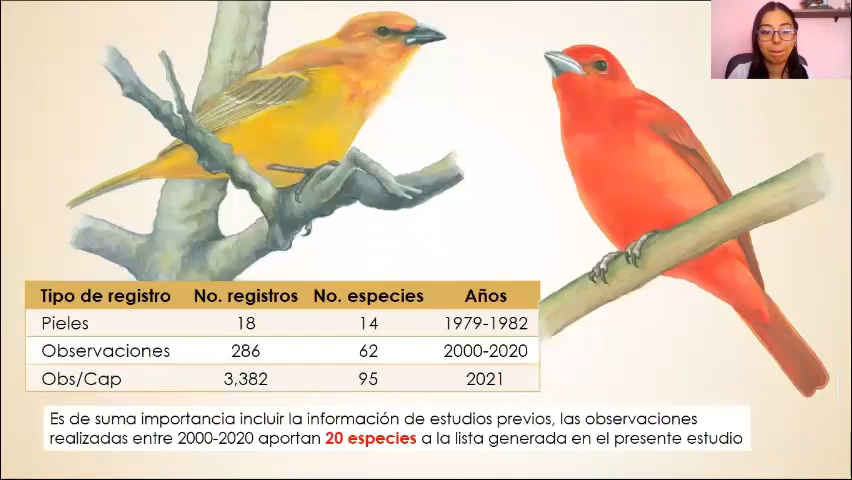 Tipo de registro No. registros No. especies Años
Pieles 18 14 1979-1982
Observaciones 286 62 2000-2020
Obs/Cap 3,382 95 2021
Es de suma importancia incluir la información de estudios previos, las observaciones
realizadas entre 2000-2020 aportan 20 especies a la lista generada en el presente estudio